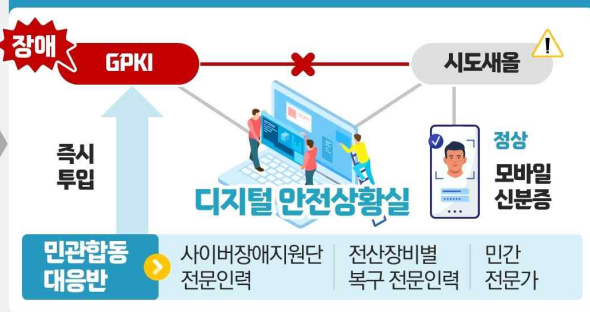 장애
GPKI
시도새올
즉시
투입
정상
모바일
신분증
디지털 안전상황실
민관합동
대응반
사이버장애지원단
전문인력
전산장비별
복구 전문인력
민간
전문가